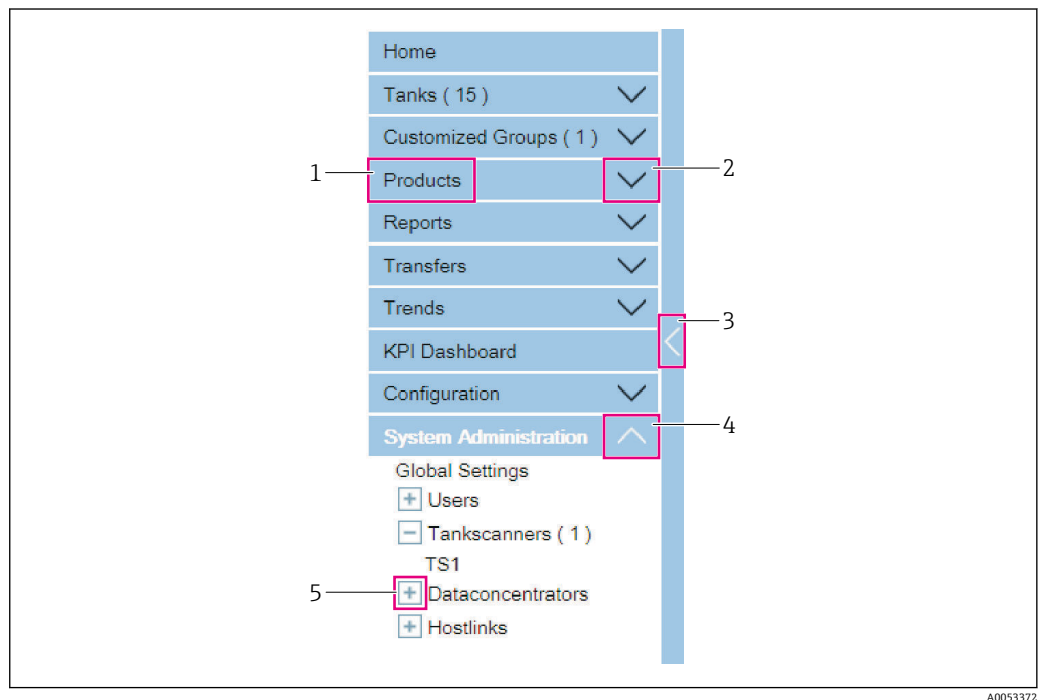 Home
Tanks ( 15 )
Customized Groups ( 1 )
1 Products 2
Reports
Transfers
Trends
3
KPI Dashboard
Configuration
System Administration 4
Global Settings
Users
Tankscanners ( 1 )
TS1
5 Dataconcentrators
Hostlinks
A0053372